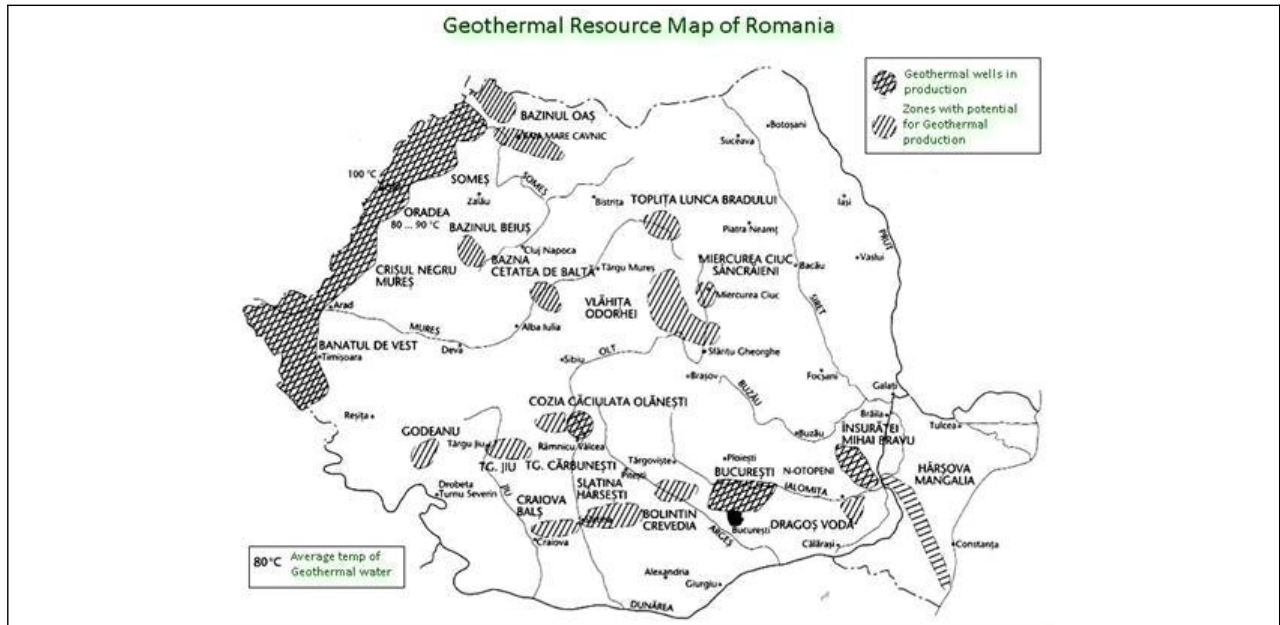 Geothermal Resource Map of Romania
Geothermal wells in
production
Zones with potential
for Geothermal
production
BAZINUL OAȘ
BAIA MARE CAVNIC
Botoșani
Suceava
100 °C
SOMEȘ
SOMEȘ
Zalău
Bistrița
TOPLIȚA LUNCA BRADULUI
Iași
ORADEA
80 ... 90 °C
BAZINUL BEIUȘ
Piatra Neamț
PRUT
Cluj Napoca
BAZNA
CETATEA DE BALTĂ
Târgu Mureș
MIERCUREA CIUC
SÂNCRĂIENI
Bacău
Vaslui
CRIȘUL NEGRU
MUREȘ
Miercurea Ciuc
VLĂHIȚA
ODORHEI
SIRET
Arad
MUREȘ
Alba Iulia
BANATUL DE VEST
Timișoara
Deva
Sibiu
OLT
Sfântu Gheorghe
Brașov
BUZĂU
Focșani
Galați
COZIA CĂCIULATA OLĂNEȘTI
Reșița
Brăila
Tulcea
GODEANU
Târgu Jiu
Râmnicu Vâlcea
Buzău
ÎNSURĂȚEI
MIHAI BRAVU
TG. JIU
TG. CĂRBUNEȘTI
Târgoviște
Ploiești
Pitești
BUCUREȘTI
N-OTOPENI
HÂRȘOVA
MANGALIA
Drobeta
Turnu Severin
JIU
SLATINA
HÂRSEȘTI
IALOMIȚA
CRAIOVA
BALȘ
BOLINTIN
CREVEDIA
București
DRAGOȘ VODĂ
ARGEȘ
Craiova
Călărași
Constanța
80°C
Average temp of
Geothermal water
Alexandria
Giurgiu
DUNĂREA